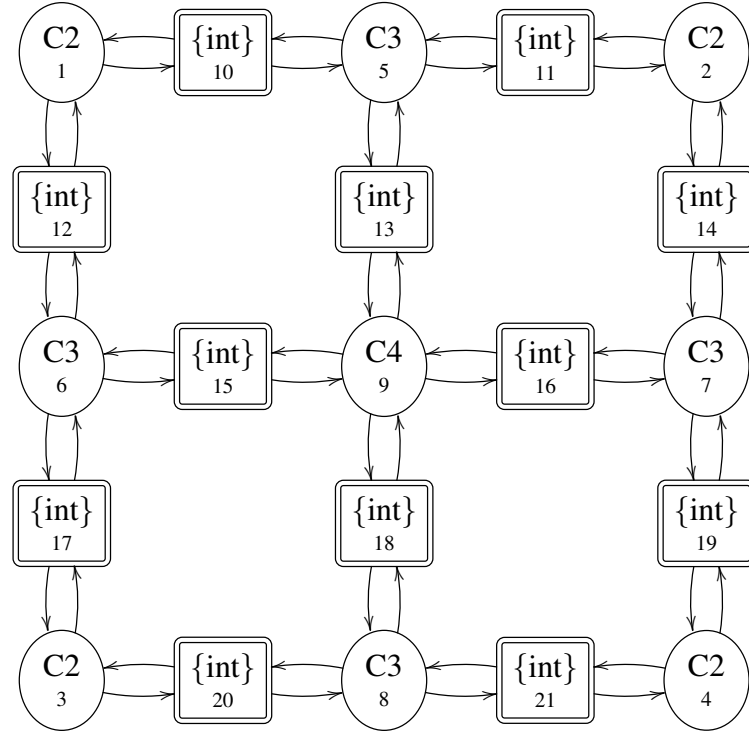 C2 {int} C3 {int} C2
1 10 5 11 2
{int} {int} {int}
12 13 14
C3 {int} C4 {int} C3
6 15 9 16 7
{int} {int} {int}
17 18 19
C2 {int} C3 {int} C2
3 20 8 21 4